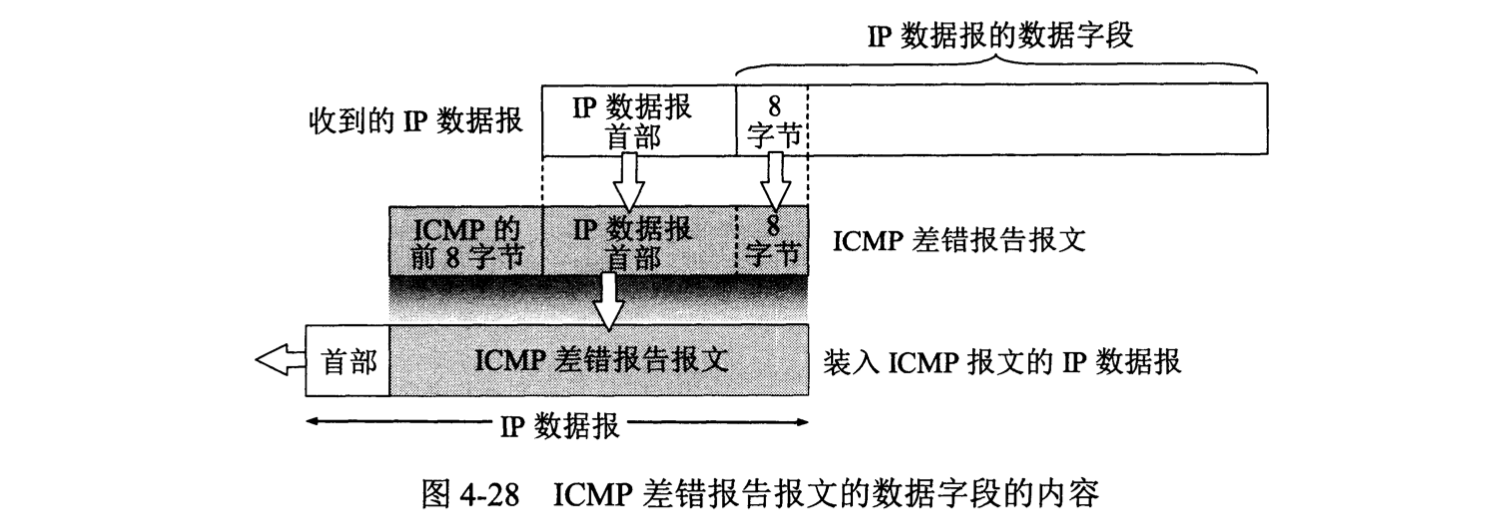 IP 数据报的数据字段
收到的 IP 数据报
IP 数据报
首部
8
字节
ICMP 的
前 8 字节
IP 数据报
首部
8
字节
ICMP 差错报告报文
首部
ICMP 差错报告报文
装入 ICMP 报文的 IP 数据报
IP 数据报
图 4-28 ICMP 差错报告报文的数据字段的内容